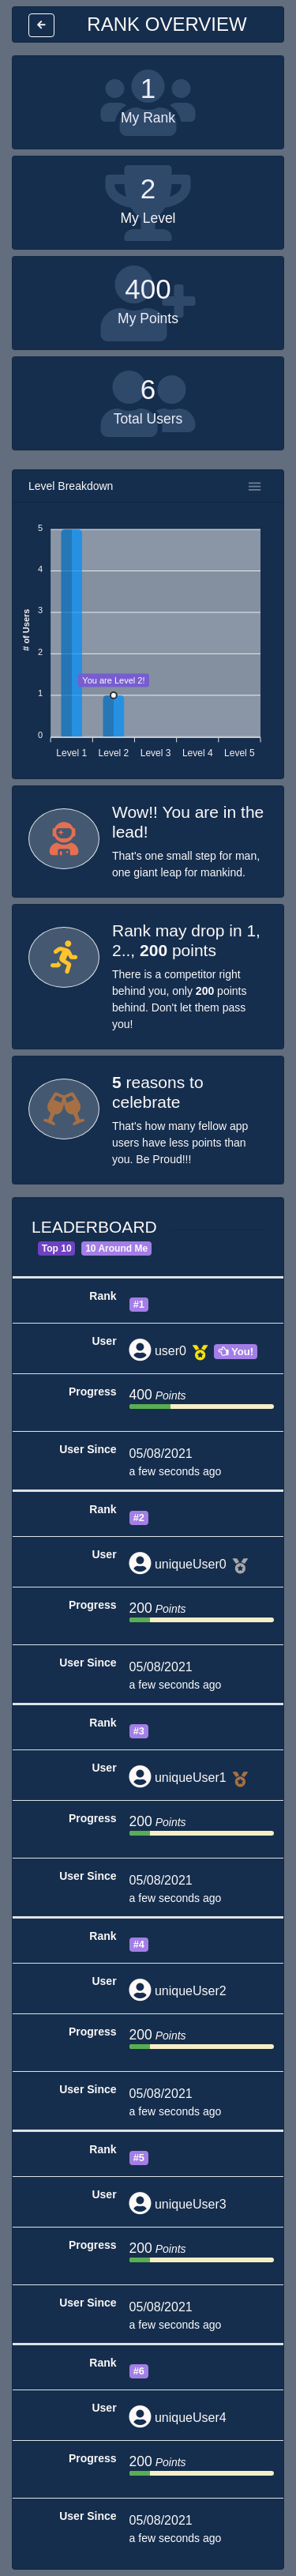 RANK OVERVIEW
1
My Rank
2
My Level
400
My Points
6
Total Users
Level Breakdown
5
4
3
2
1
0
# of Users
You are Level 2!
Level 1 Level 2 Level 3 Level 4 Level 5
Wow!! You are in the
lead!
That's one small step for man,
one giant leap for mankind.
Rank may drop in 1,
2.., 200 points
There is a competitor right
behind you, only 200 points
behind. Don't let them pass
you!
5 reasons to
celebrate
That's how many fellow app
users have less points than
you. Be Proud!!!
LEADERBOARD
Top 10 10 Around Me
Rank
#1
User
user0 You!
Progress
400 Points
User Since
05/08/2021
a few seconds ago
Rank
#2
User
uniqueUser0
Progress
200 Points
User Since
05/08/2021
a few seconds ago
Rank
#3
User
uniqueUser1
Progress
200 Points
User Since
05/08/2021
a few seconds ago
Rank
#4
User
uniqueUser2
Progress
200 Points
User Since
05/08/2021
a few seconds ago
Rank
#5
User
uniqueUser3
Progress
200 Points
User Since
05/08/2021
a few seconds ago
Rank
#6
User
uniqueUser4
Progress
200 Points
User Since
05/08/2021
a few seconds ago